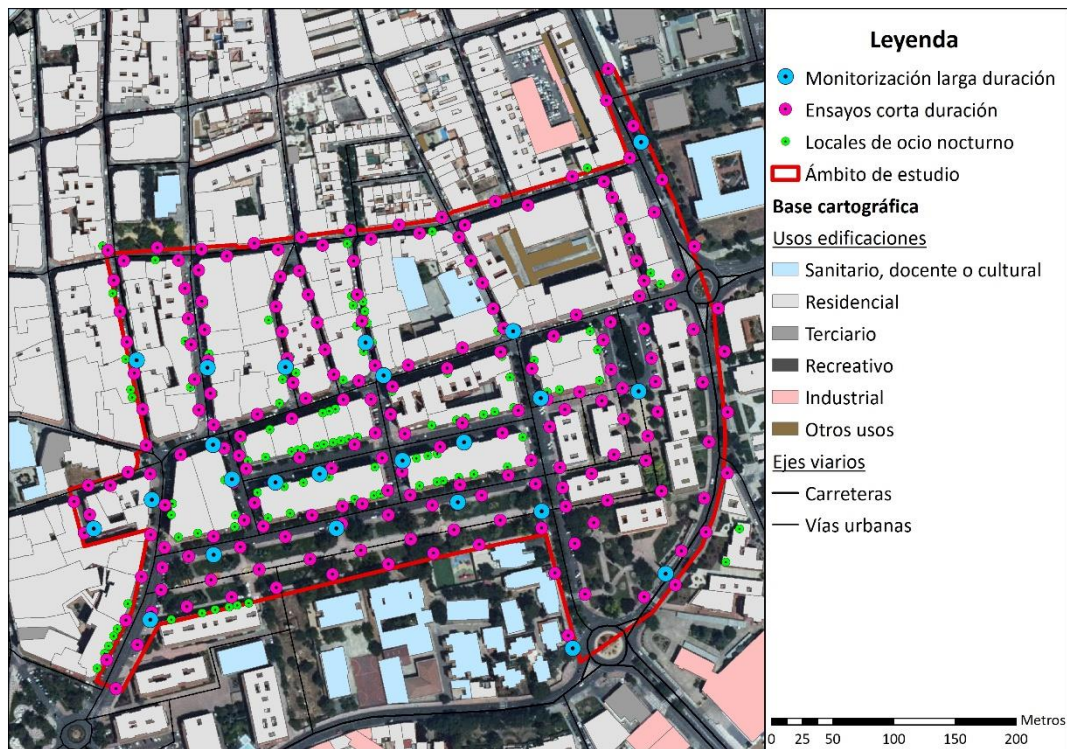 Leyenda
Monitorización larga duración
Ensayos corta duración
Locales de ocio nocturno
Ámbito de estudio
Base cartográfica
Usos edificaciones
Sanitario, docente o cultural
Residencial
Terciario
Recreativo
Industrial
Otros usos
Ejes viarios
Carreteras
Vías urbanas
Metros
0 25 50 100 150 200